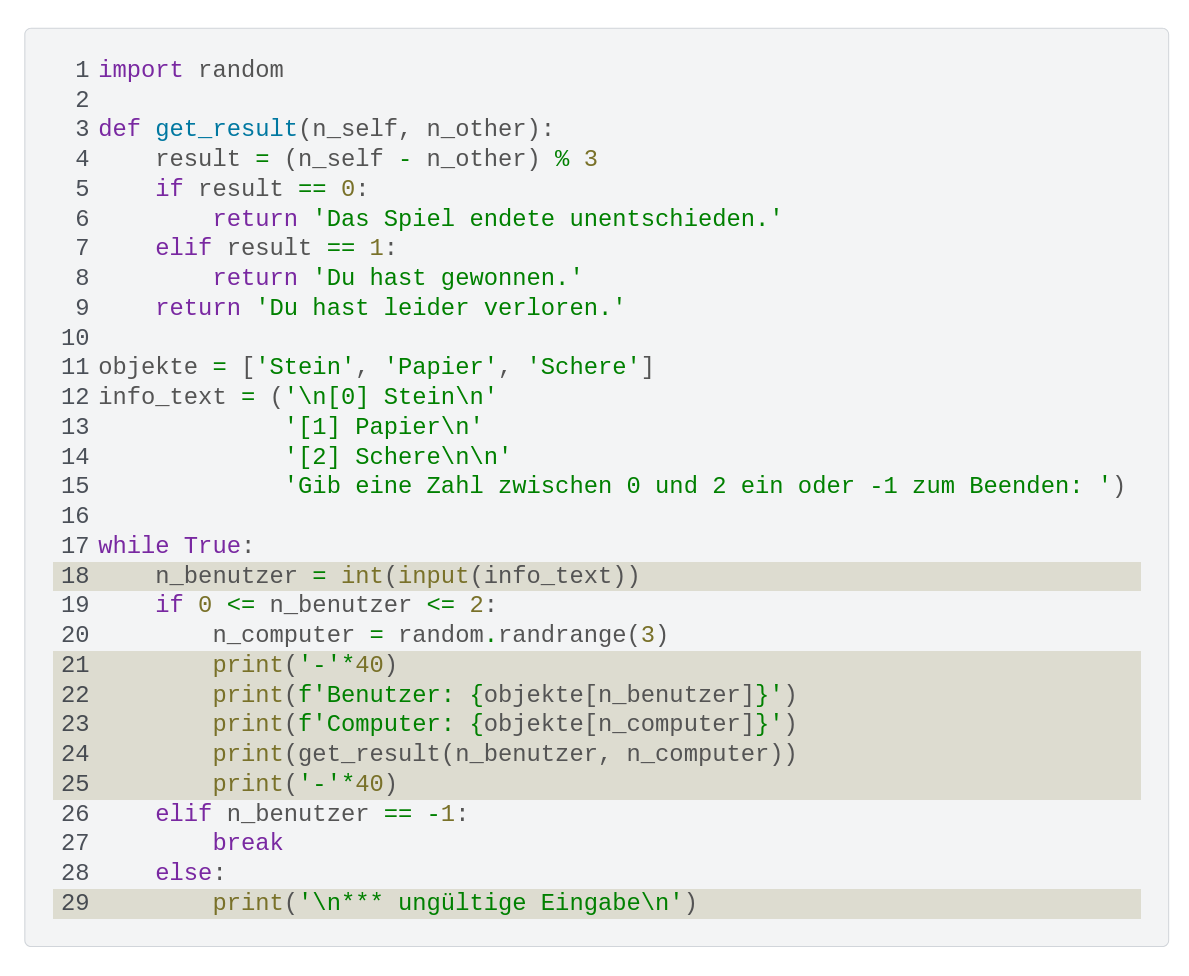 1 import random
2
3 def get_result(n_self, n_other):
4     result = (n_self - n_other) % 3
5     if result == 0:
6         return 'Das Spiel endete unentschieden.'
7     elif result == 1:
8         return 'Du hast gewonnen.'
9     return 'Du hast leider verloren.'
10
11 objekte = ['Stein', 'Papier', 'Schere']
12 info_text = ('\n[0] Stein\n'
13              '[1] Papier\n'
14              '[2] Schere\n\n'
15              'Gib eine Zahl zwischen 0 und 2 ein oder -1 zum Beenden: ')
16
17 while True:
18     n_benutzer = int(input(info_text))
19     if 0 <= n_benutzer <= 2:
20         n_computer = random.randrange(3)
21         print('-'*40)
22         print(f'Benutzer: {objekte[n_benutzer]}')
23         print(f'Computer: {objekte[n_computer]}')
24         print(get_result(n_benutzer, n_computer))
25         print('-'*40)
26     elif n_benutzer == -1:
27         break
28     else:
29         print('\n*** ungültige Eingabe\n')